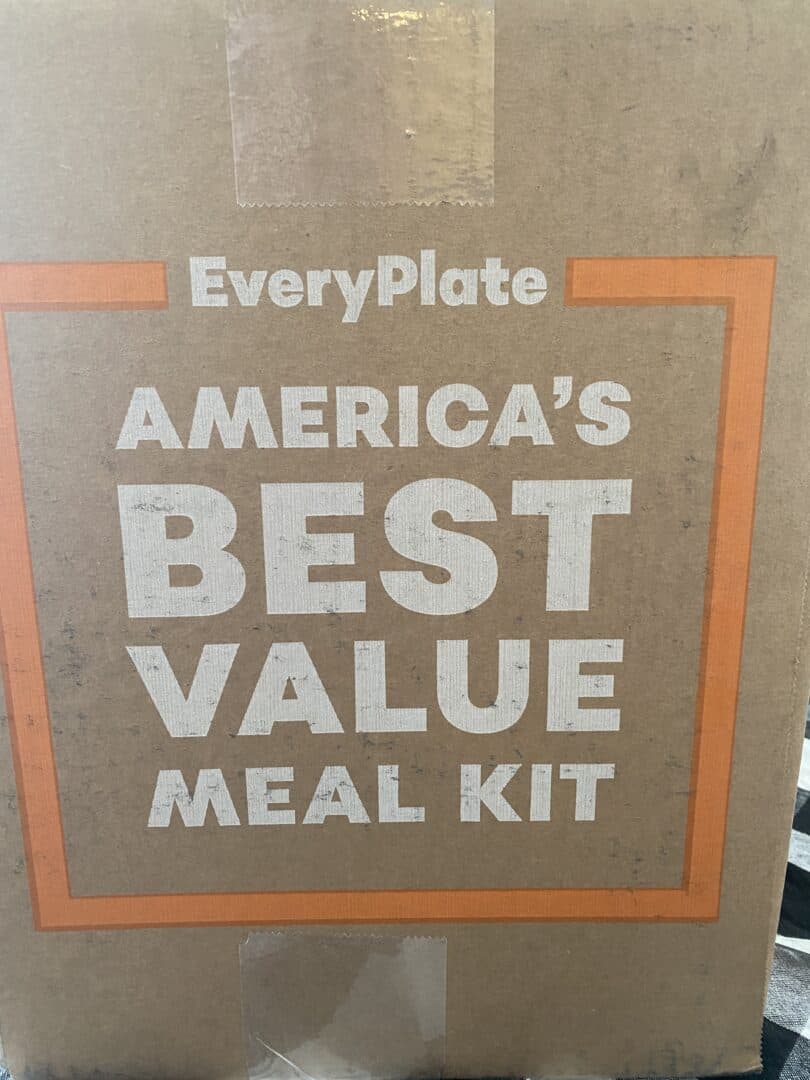 EveryPlate
AMERICA'S
BEST
VALUE
MEAL KIT